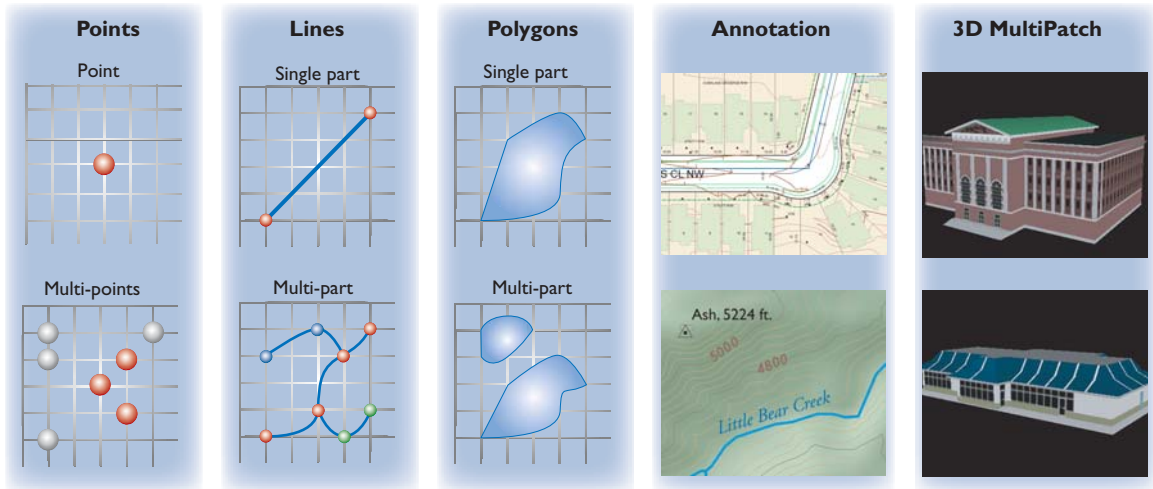 Points
Point
Multi-points
Lines
Single part
Multi-part
Polygons
Single part
Multi-part
Annotation
S CL NW
Ash, 5224 ft.
5000
4800
Little Bear Creek
3D MultiPatch